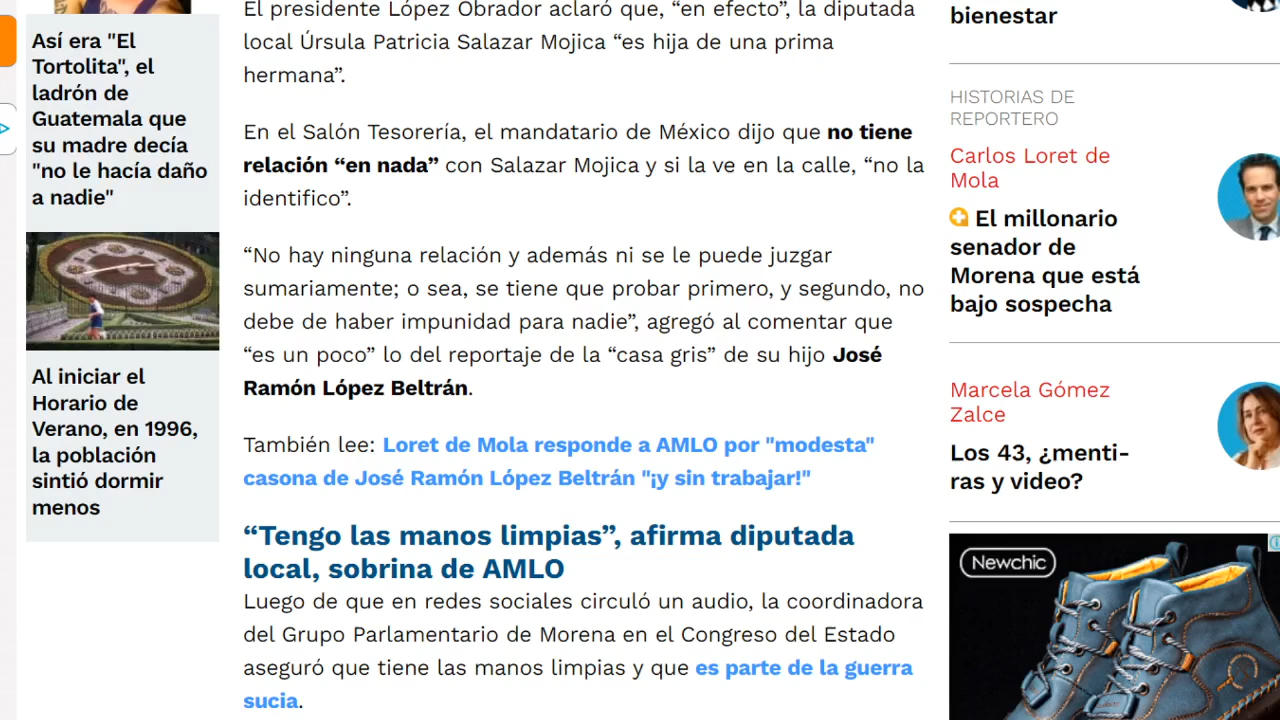 Así era "El
Tortolita", el
ladrón de
Guatemala que
su madre decía
"no le hacía daño
a nadie"
Al iniciar el
Horario de
Verano, en 1996,
la población
sintió dormir
menos
El presidente López Obrador aclaró que, “en efecto”, la diputada
local Úrsula Patricia Salazar Mojica “es hija de una prima
hermana”.
En el Salón Tesorería, el mandatario de México dijo que no tiene
relación “en nada” con Salazar Mojica y si la ve en la calle, “no la
identifico”.
“No hay ninguna relación y además ni se le puede juzgar
sumariamente; o sea, se tiene que probar primero, y segundo, no
debe de haber impunidad para nadie”, agregó al comentar que
“es un poco” lo del reportaje de la “casa gris” de su hijo José
Ramón López Beltrán.
También lee: Loret de Mola responde a AMLO por "modesta"
casona de José Ramón López Beltrán "¡y sin trabajar!"
“Tengo las manos limpias”, afirma diputada
local, sobrina de AMLO
Luego de que en redes sociales circuló un audio, la coordinadora
del Grupo Parlamentario de Morena en el Congreso del Estado
aseguró que tiene las manos limpias y que es parte de la guerra
sucia.
bienestar
HISTORIAS DE
REPORTERO
Carlos Loret de
Mola
El millonario
senador de
Morena que está
bajo sospecha
Marcela Gómez
Zalce
Los 43, ¿menti-
ras y video?
Newchic